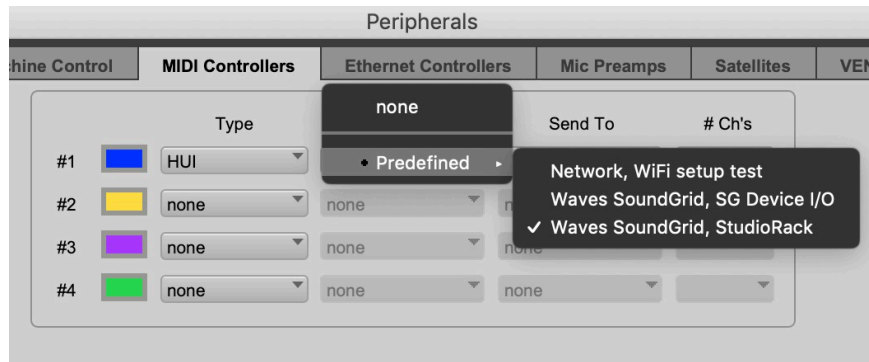 Peripherals
hine Control MIDI Controllers Ethernet Controllers Mic Preamps Satellites VEN
Type none Send To # Ch's
#1 HUI Predefined
Network, WiFi setup test
Waves SoundGrid, SG Device I/O
✓ Waves SoundGrid, StudioRack
#2 none none
#3 none none
#4 none none none